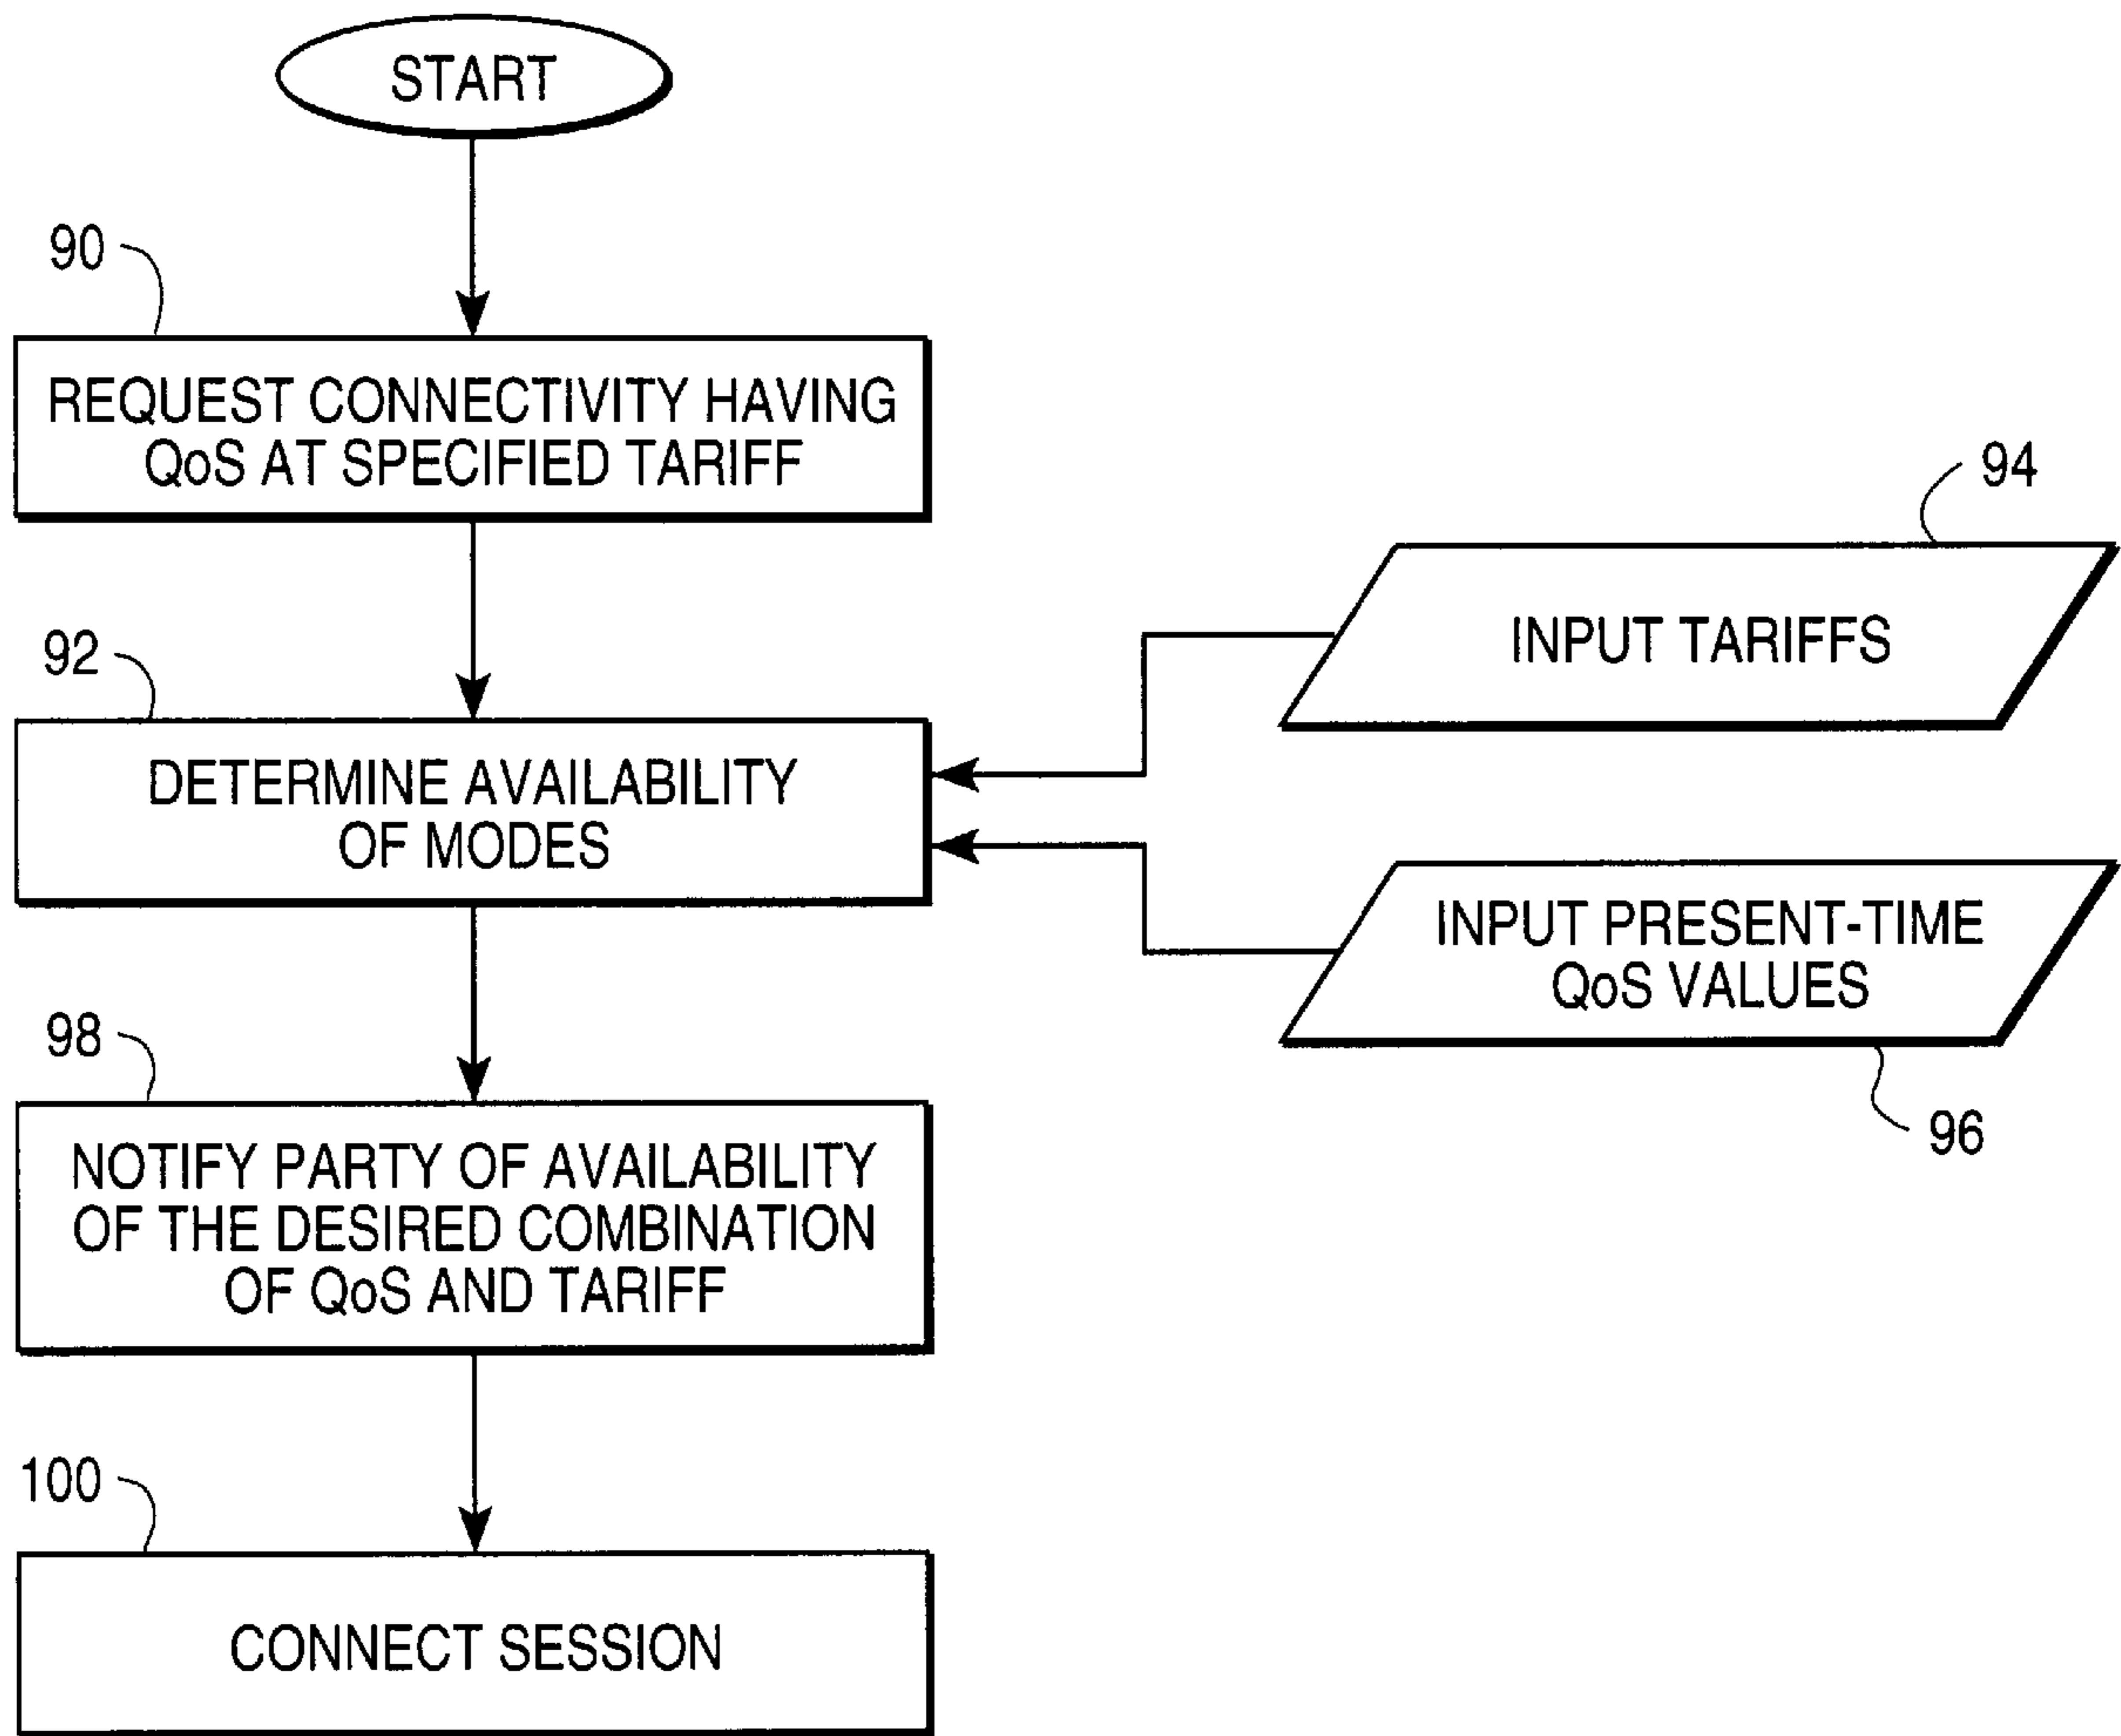 START
90
REQUEST CONNECTIVITY HAVING
QoS AT SPECIFIED TARIFF
94
INPUT TARIFFS
92
DETERMINE AVAILABILITY
OF MODES
INPUT PRESENT-TIME
QoS VALUES
96
98
NOTIFY PARTY OF AVAILABILITY
OF THE DESIRED COMBINATION
OF QoS AND TARIFF
100
CONNECT SESSION